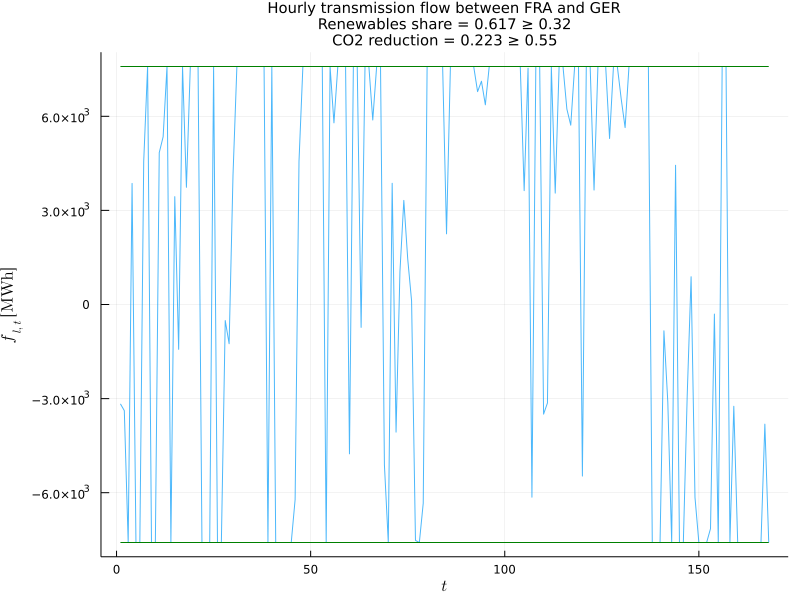 Hourly transmission flow between FRA and GER
Renewables share = 0.617 ≥ 0.32
CO2 reduction = 0.223 ≥ 0.55
6.0×10³
3.0×10³
0
−3.0×10³
−6.0×10³
f_{l,t} [MWh]
0 50 100 150
t